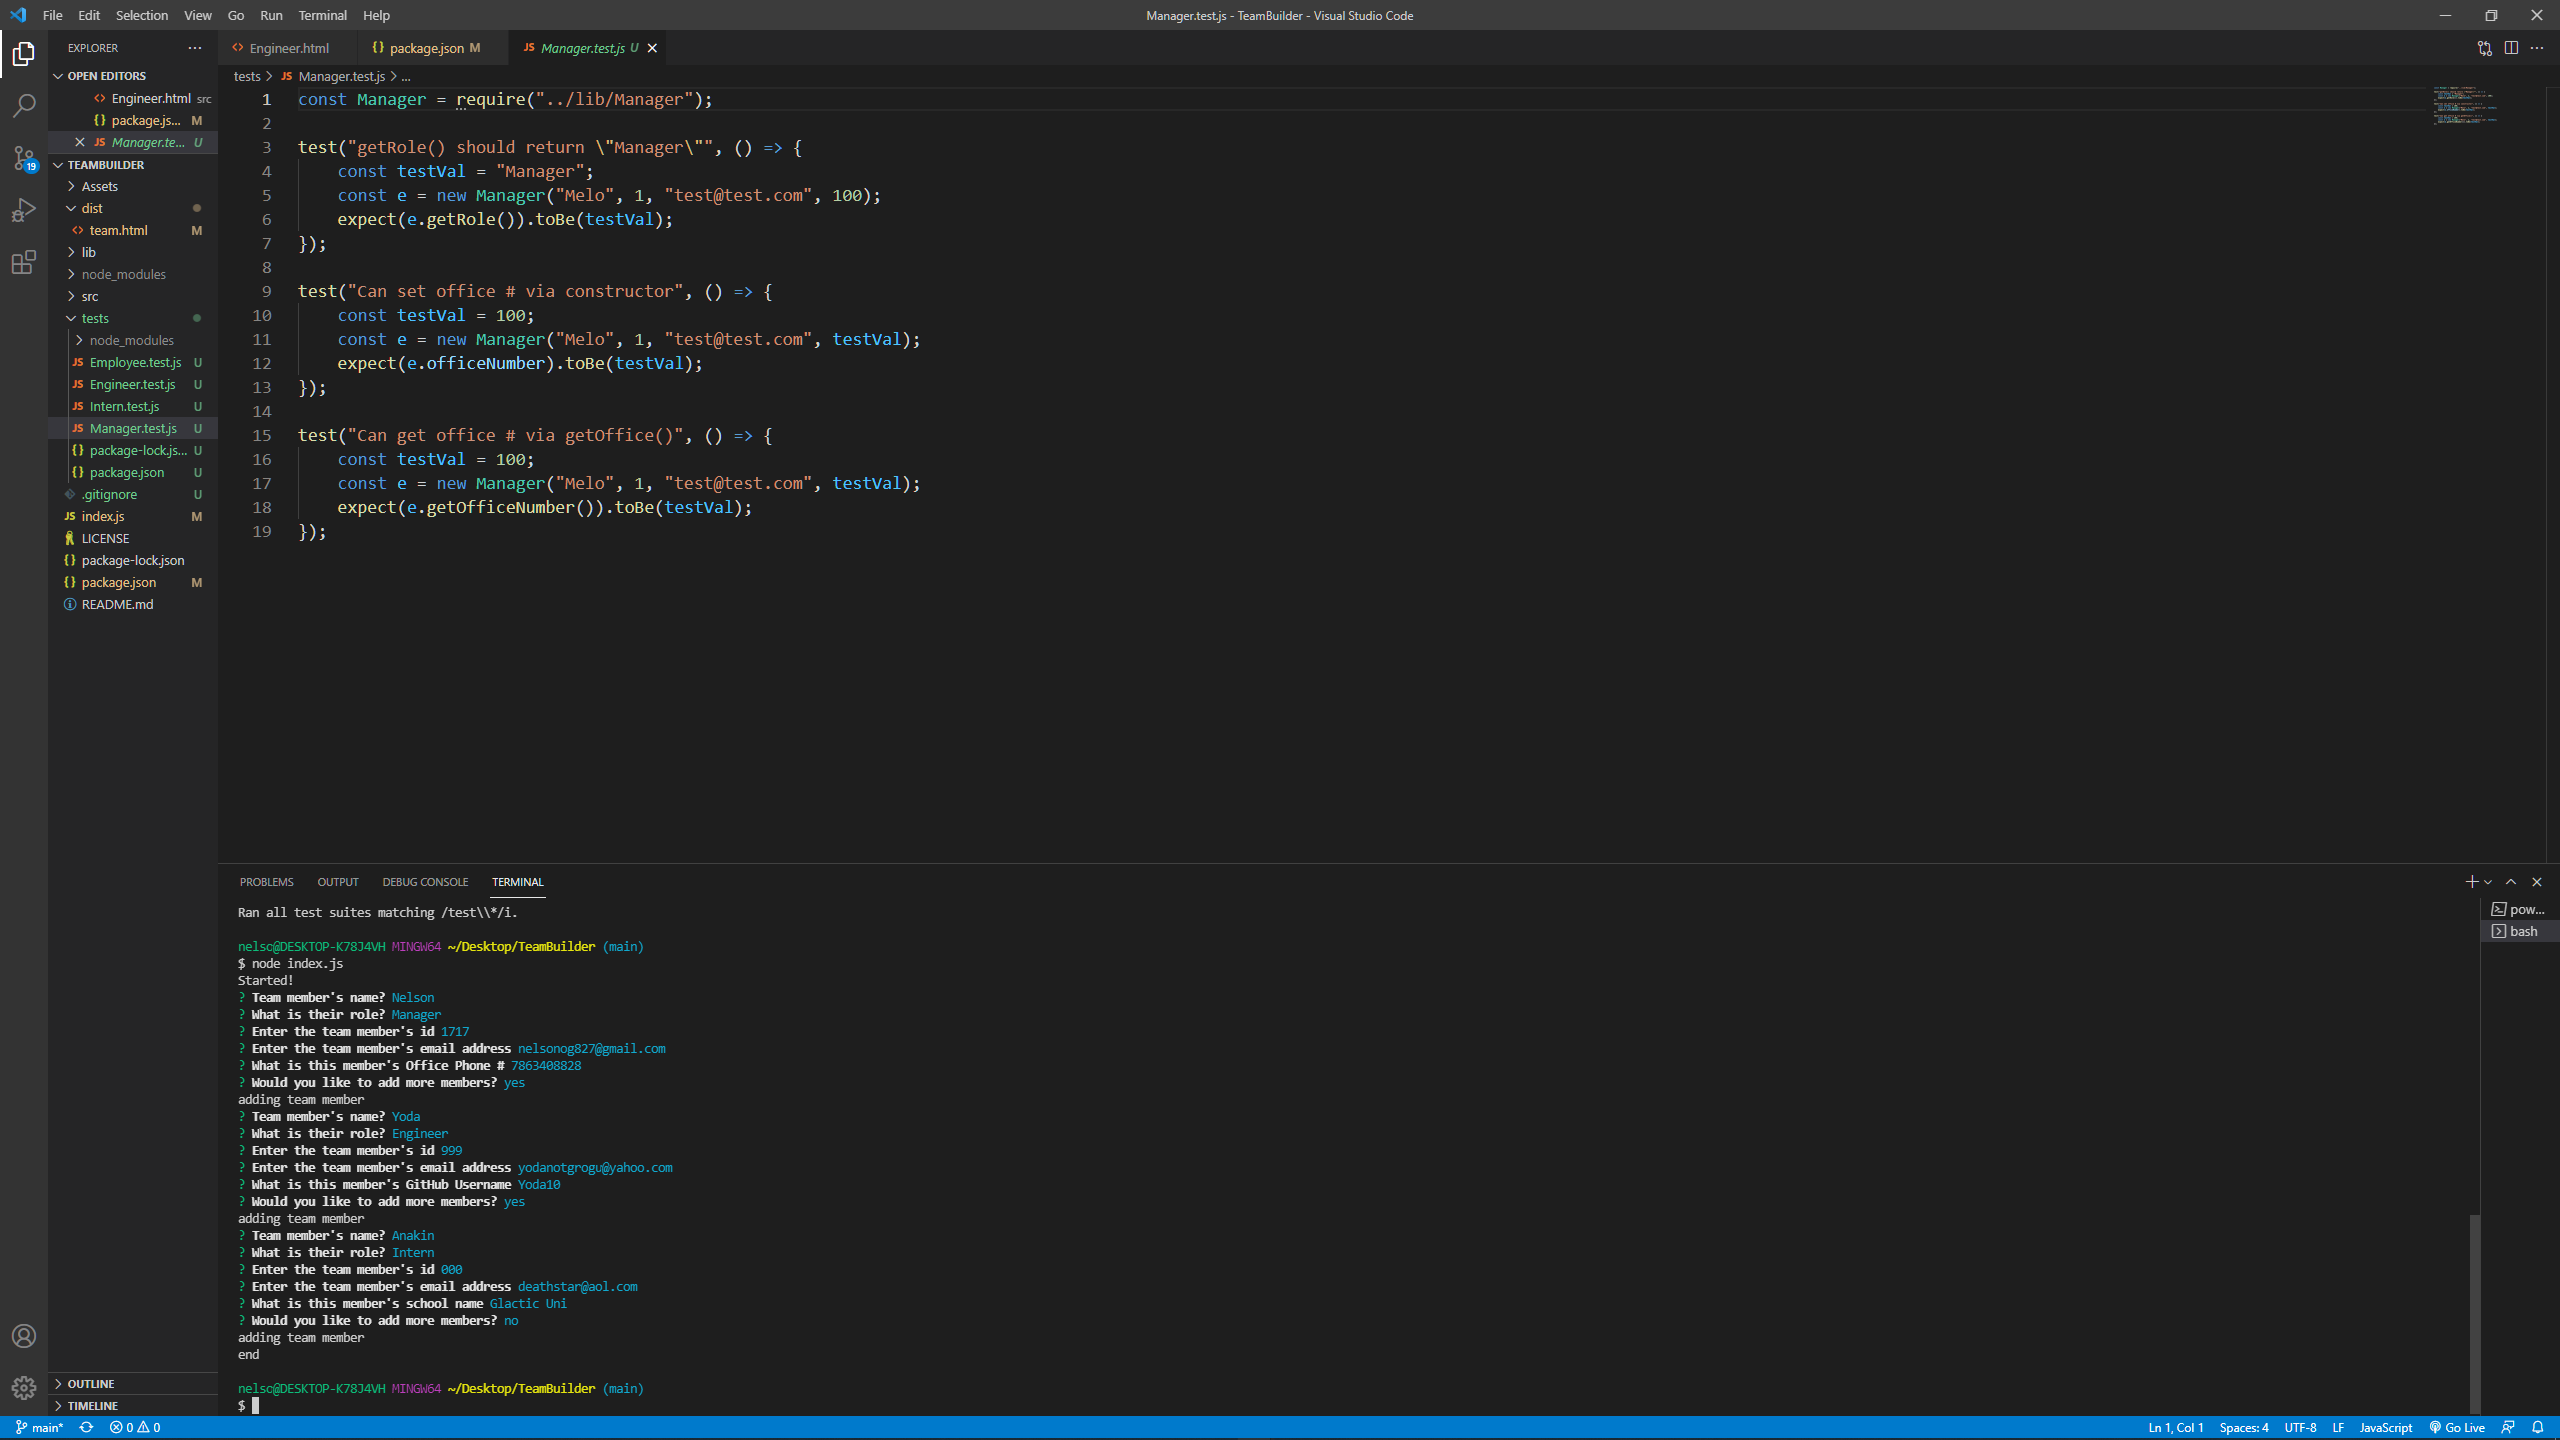 File Edit Selection View Go Run Terminal Help
Manager.test.js - TeamBuilder - Visual Studio Code
EXPLORER
OPEN EDITORS
Engineer.html src
package.js... M
Manager.te... U
TEAMBUILDER
Assets
dist
team.html M
lib
node_modules
src
tests
node_modules
Employee.test.js U
Engineer.test.js U
Intern.test.js U
Manager.test.js U
package-lock.js... U
package.json U
.gitignore U
index.js M
LICENSE
package-lock.json
package.json M
README.md
OUTLINE
TIMELINE
19
Engineer.html
package.json M
Manager.test.js U
tests > JS Manager.test.js > ...
1 const Manager = require("../lib/Manager");
2
3 test("getRole() should return \"Manager\"", () => {
4 const testVal = "Manager";
5 const e = new Manager("Melo", 1, "test@test.com", 100);
6 expect(e.getRole()).toBe(testVal);
7 });
8
9 test("Can set office # via constructor", () => {
10 const testVal = 100;
11 const e = new Manager("Melo", 1, "test@test.com", testVal);
12 expect(e.officeNumber).toBe(testVal);
13 });
14
15 test("Can get office # via getOffice()", () => {
16 const testVal = 100;
17 const e = new Manager("Melo", 1, "test@test.com", testVal);
18 expect(e.getOfficeNumber()).toBe(testVal);
19 });
PROBLEMS OUTPUT DEBUG CONSOLE TERMINAL
pow...
bash
Ran all test suites matching /test\\*/i.
nelso@DESKTOP-K78J4VH MINGW64 ~/Desktop/TeamBuilder (main)
$ node index.js
Started!
? Team member's name? Nelson
? What is their role? Manager
? Enter the team member's id 1717
? Enter the team member's email address nelsonog827@gmail.com
? What is this member's Office Phone # 7863408828
? Would you like to add more members? yes
adding team member
? Team member's name? Yoda
? What is their role? Engineer
? Enter the team member's id 999
? Enter the team member's email address yodanotgrogu@yahoo.com
? What is this member's GitHub Username Yoda10
? Would you like to add more members? yes
adding team member
? Team member's name? Anakin
? What is their role? Intern
? Enter the team member's id 000
? Enter the team member's email address deathstar@aol.com
? What is this member's school name Glactic Uni
? Would you like to add more members? no
adding team member
end
nelso@DESKTOP-K78J4VH MINGW64 ~/Desktop/TeamBuilder (main)
$
main* 0 0
Ln 1, Col 1 Spaces: 4 UTF-8 LF JavaScript Go Live